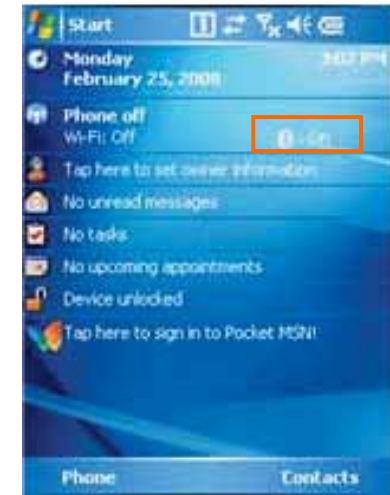 Start
Monday
February 25, 2008
Phone off
Wi-Fi: Off
: On
Tap here to set owner information
No unread messages
No tasks
No upcoming appointments
Device unlocked
Tap here to sign in to Pocket MSN!
Phone Contacts